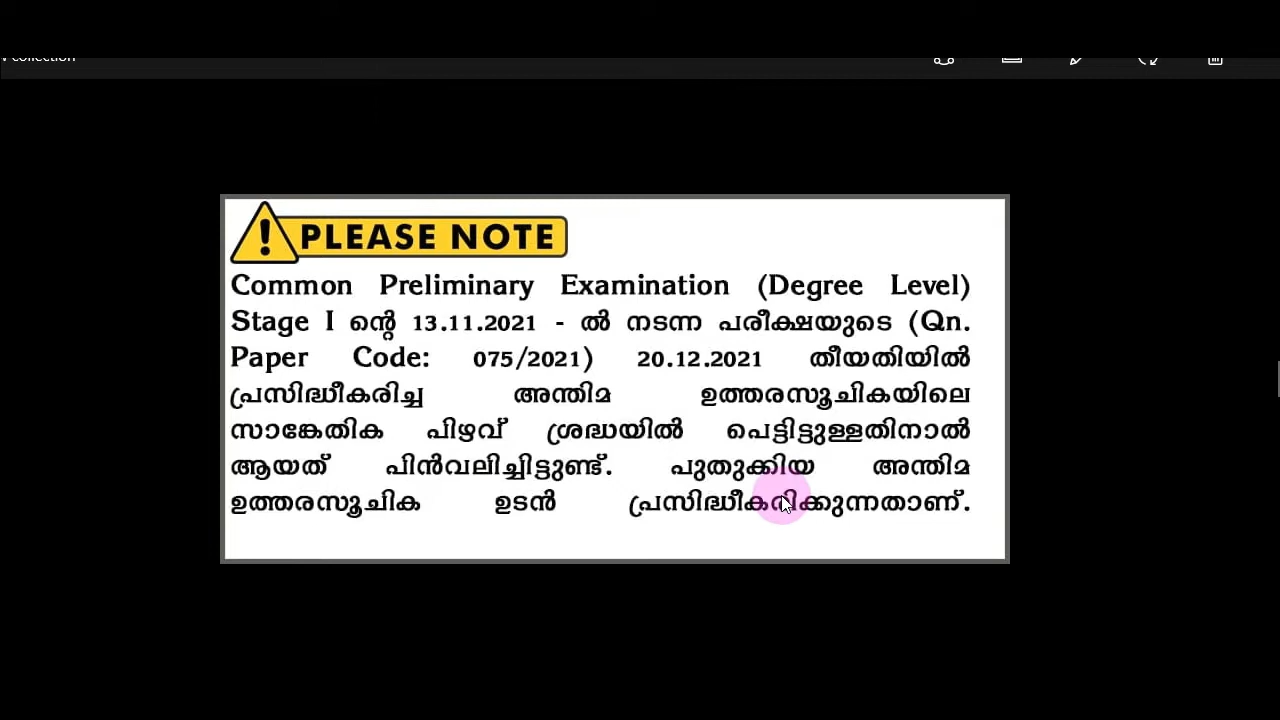 collection
PLEASE NOTE
Common Preliminary Examination (Degree Level)
Stage I ന്റെ 13.11.2021 - ൽ നടന്ന പരീക്ഷയുടെ (Qn.
Paper Code: 075/2021) 20.12.2021 തീയതിയിൽ
പ്രസിദ്ധീകരിച്ച അന്തിമ ഉത്തരസൂചികയിലെ
സാങ്കേതിക പിഴവ് ശ്രദ്ധയിൽ പെട്ടിട്ടുള്ളതിനാൽ
ആയത് പിൻവലിച്ചിട്ടുണ്ട്. പുതുക്കിയ അന്തിമ
ഉത്തരസൂചിക ഉടൻ പ്രസിദ്ധീകരിക്കുന്നതാണ്.